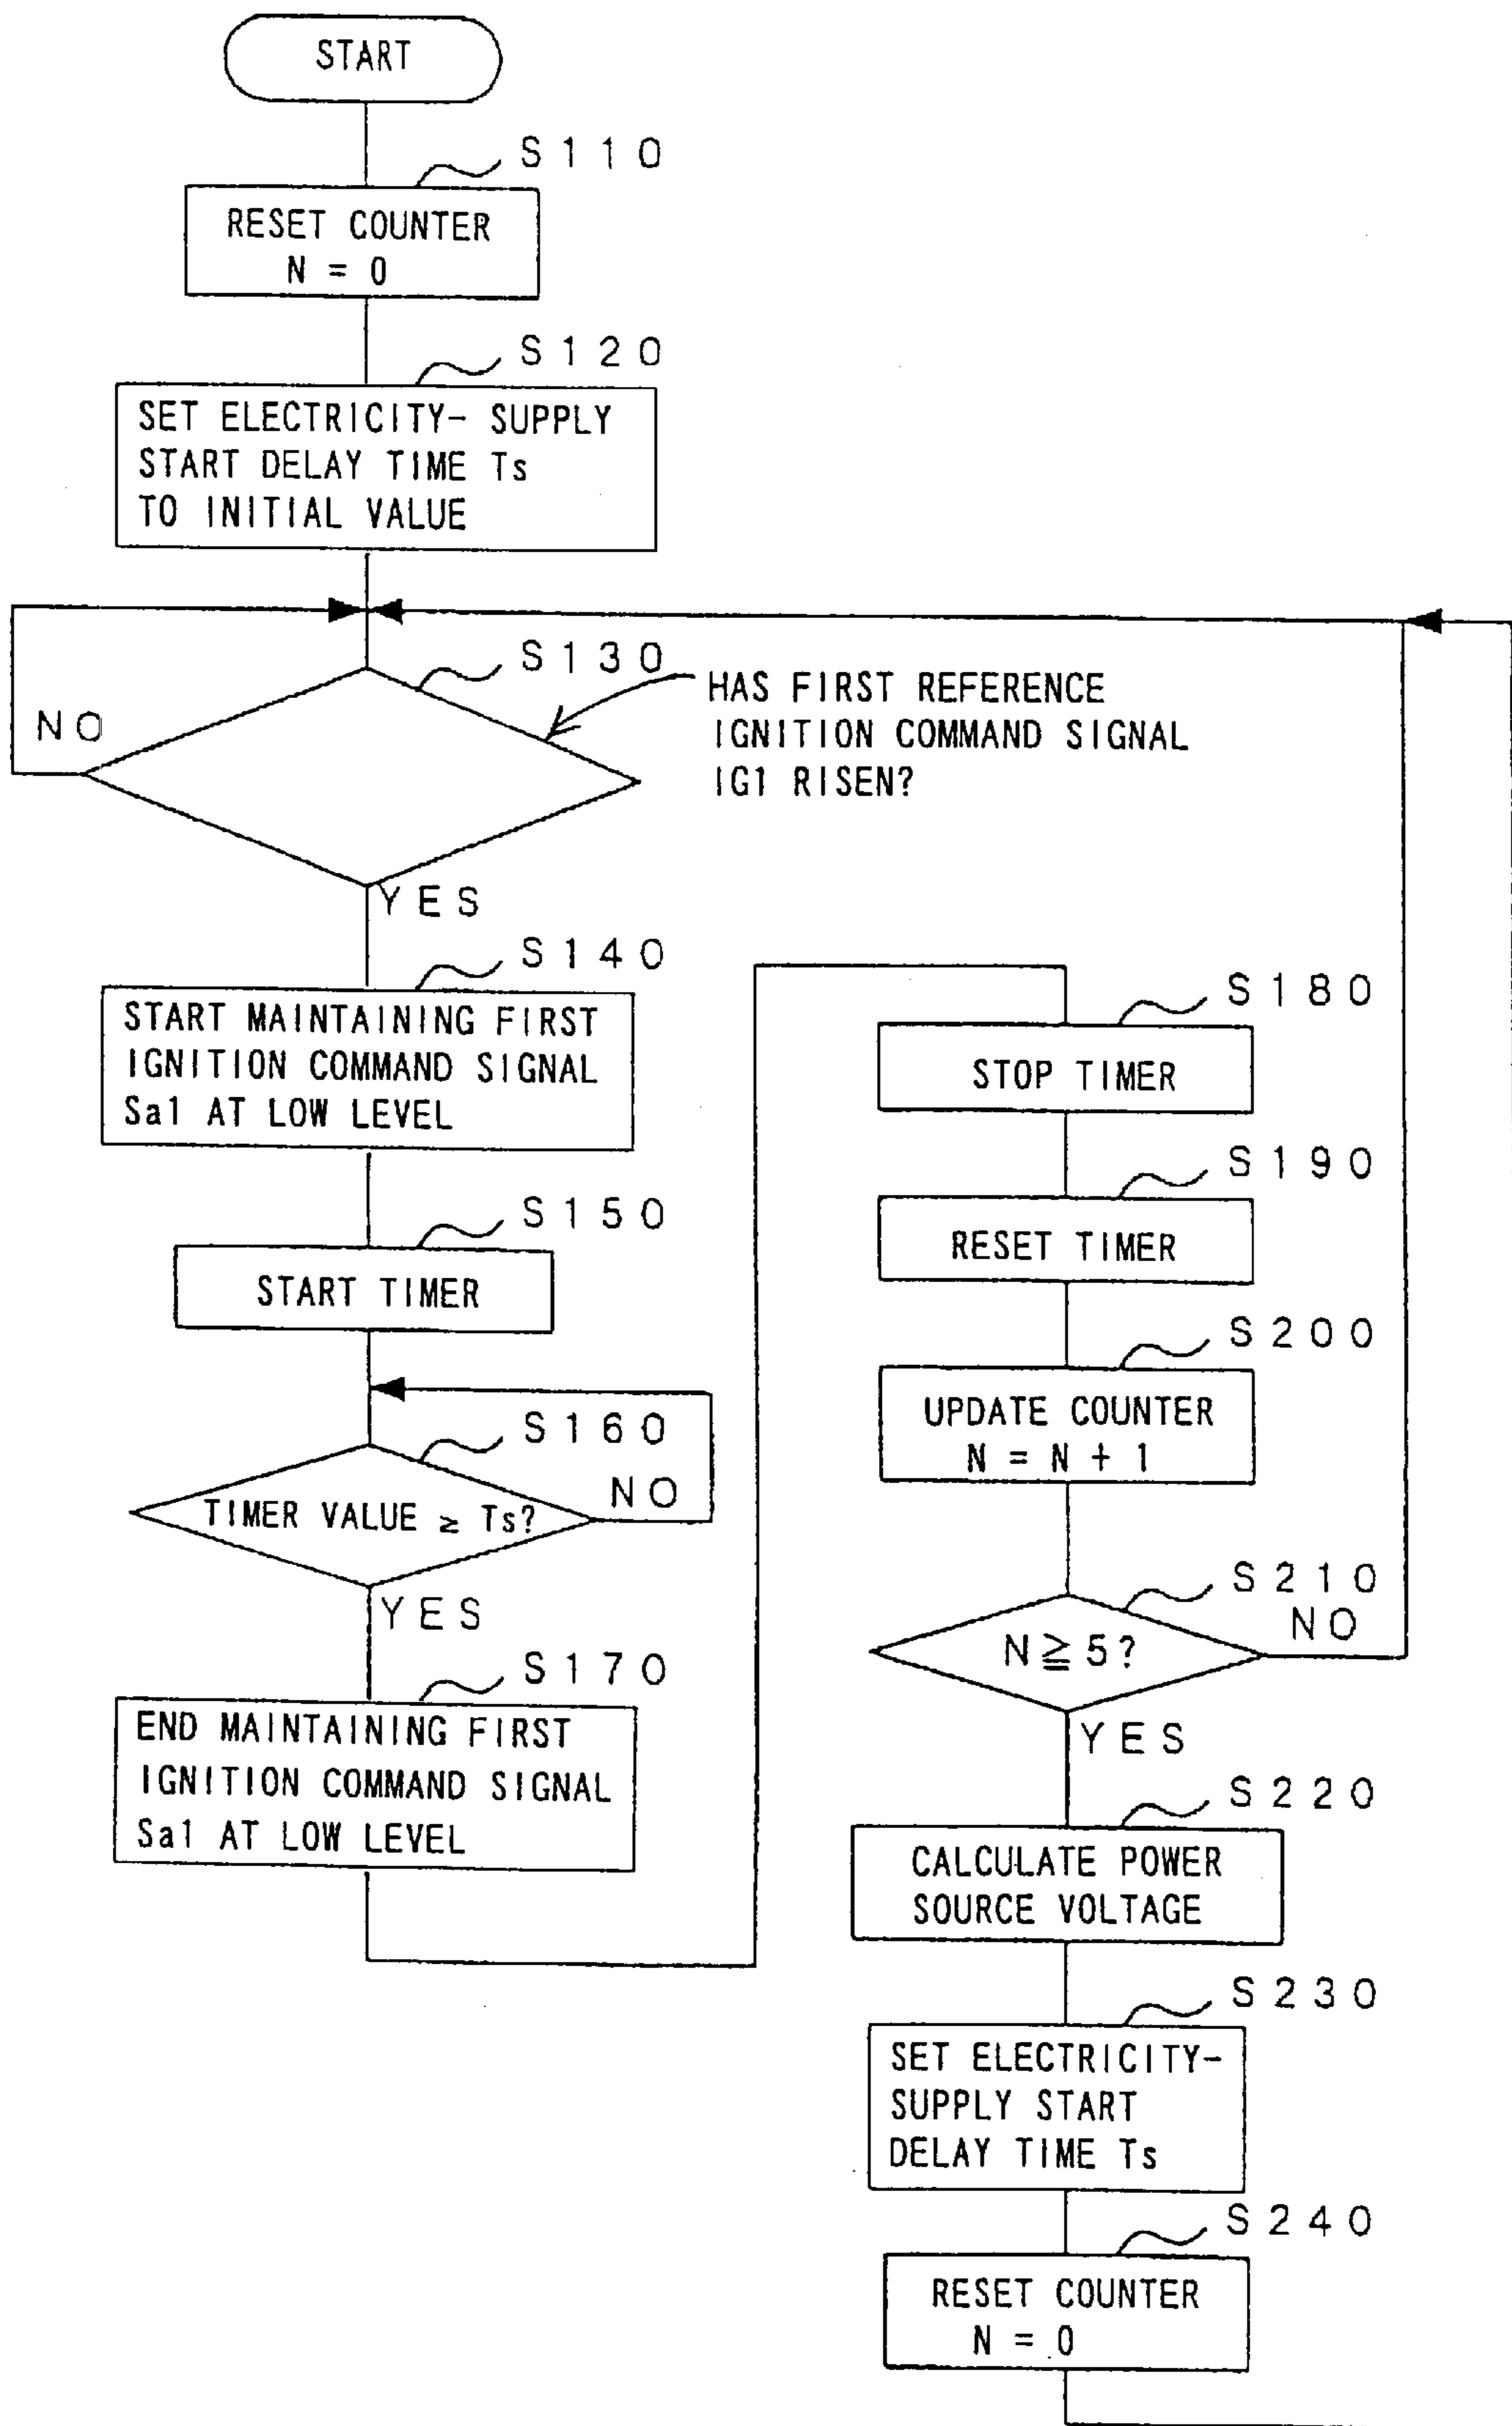 START
S110
RESET COUNTER
N = 0
S120
SET ELECTRICITY- SUPPLY
START DELAY TIME Ts
TO INITIAL VALUE
S130
HAS FIRST REFERENCE
IGNITION COMMAND SIGNAL
IG1 RISEN?
NO
YES
S140
START MAINTAINING FIRST
IGNITION COMMAND SIGNAL
Sa1 AT LOW LEVEL
S150
START TIMER
S160
TIMER VALUE ≥ Ts?
NO
YES
S170
END MAINTAINING FIRST
IGNITION COMMAND SIGNAL
Sa1 AT LOW LEVEL
S180
STOP TIMER
S190
RESET TIMER
S200
UPDATE COUNTER
N = N + 1
S210
N ≧ 5?
NO
YES
S220
CALCULATE POWER
SOURCE VOLTAGE
S230
SET ELECTRICITY-
SUPPLY START
DELAY TIME Ts
S240
RESET COUNTER
N = 0